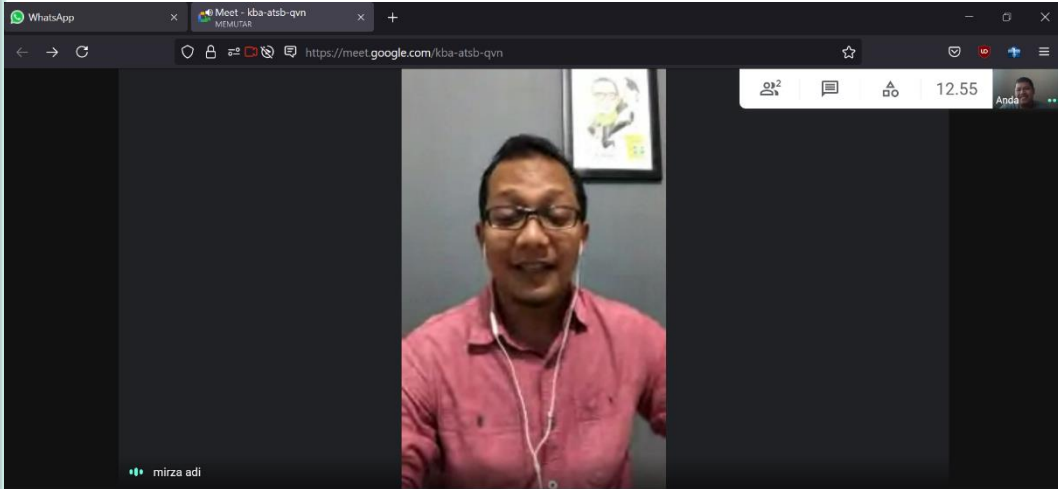 WhatsApp
Meet - kba-atsb-qvn
MEMUTAR
https://meet.google.com/kba-atsb-qvn
2
12.55
Anda
mirza adi